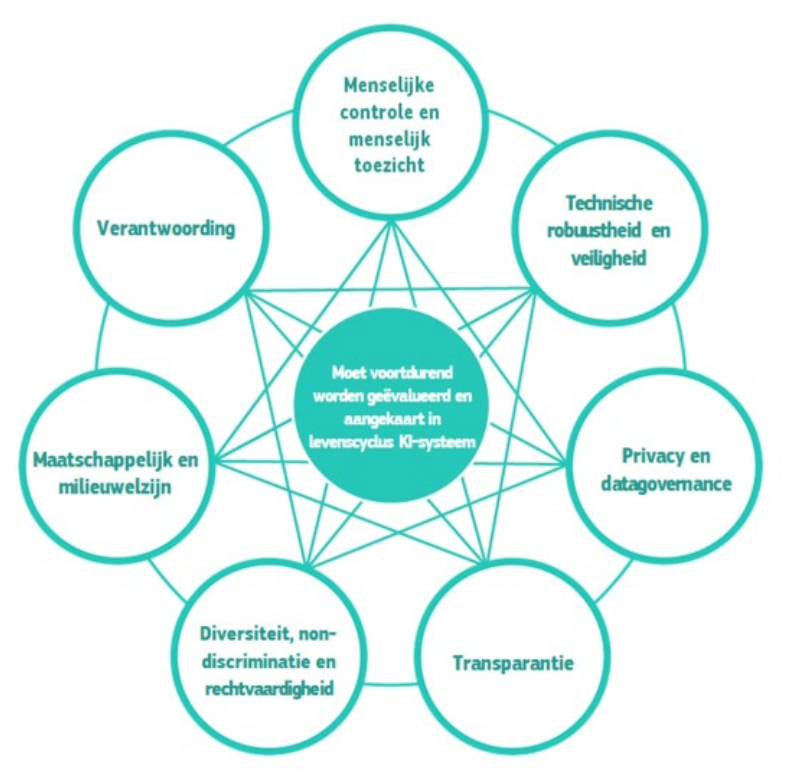 Menselijke
controle en
menselijk
toezicht
Technische
robuustheid en
veiligheid
Privacy en
datagovernance
Transparantie
Diversiteit, non-
discriminatie en
rechtvaardigheid
Maatschappelijk en
milieuwelzijn
Verantwoording
Moet voortdurend
worden geëvalueerd en
aangekaart in
levenscyclus KI-systeem